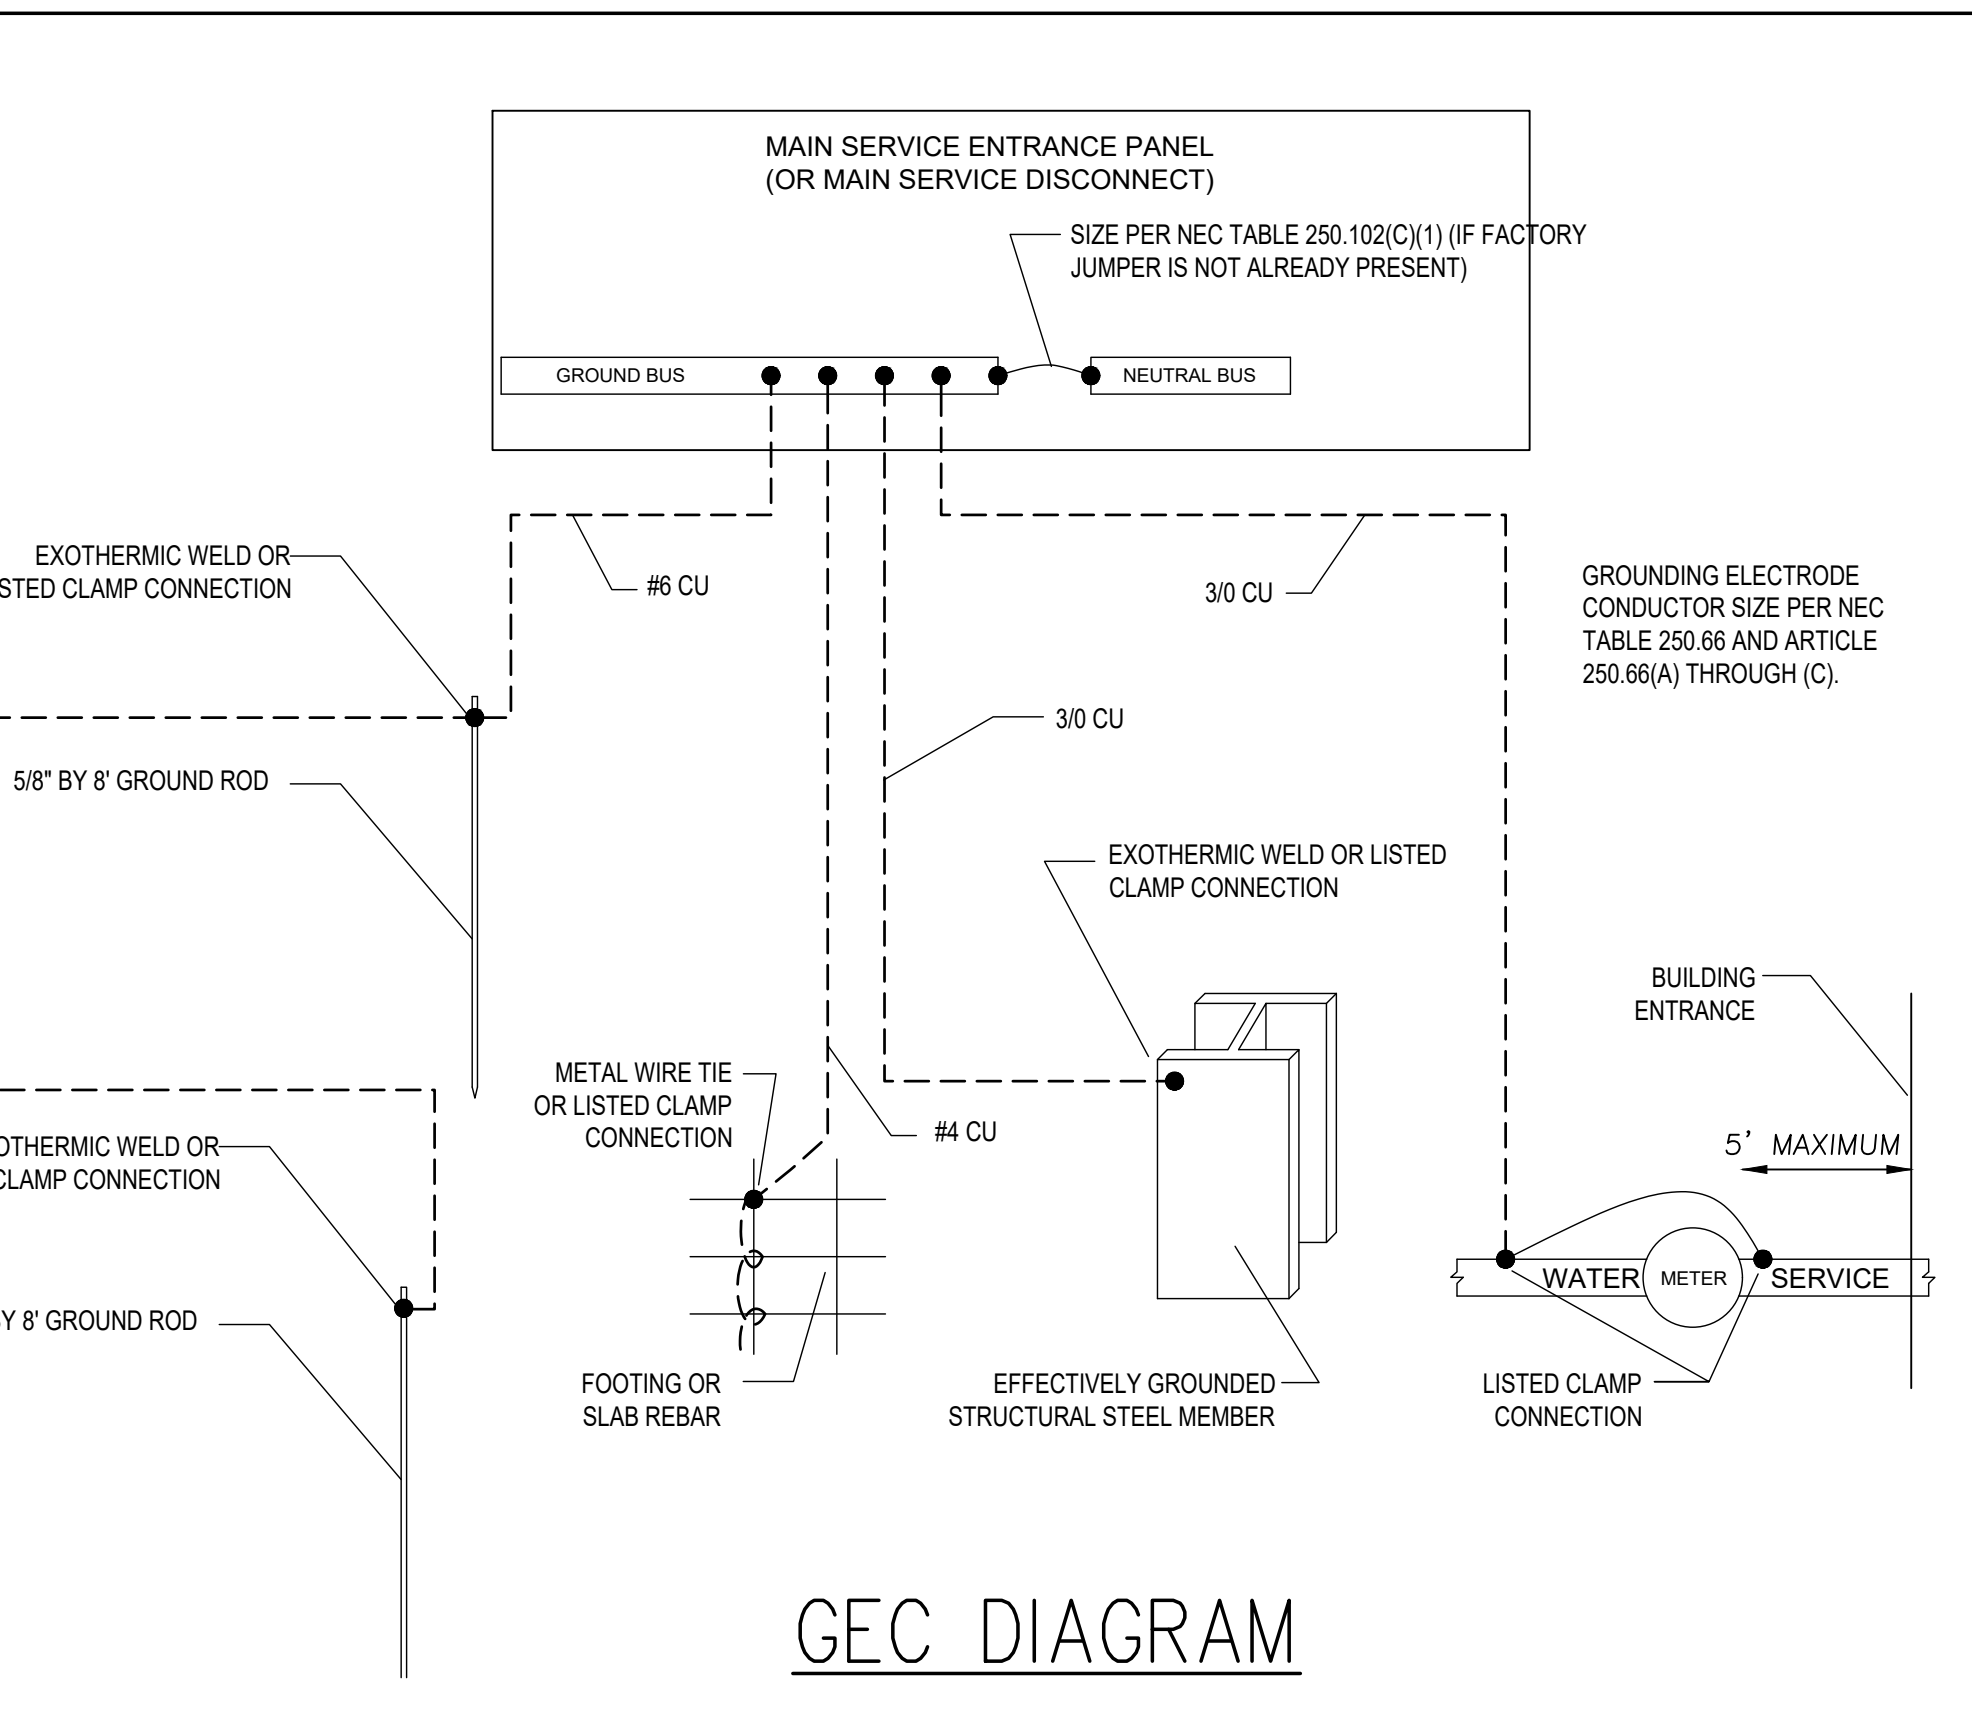 MAIN SERVICE ENTRANCE PANEL
(OR MAIN SERVICE DISCONNECT)
SIZE PER NEC TABLE 250.102(C)(1) (IF FACTORY
JUMPER IS NOT ALREADY PRESENT)
GROUND BUS
NEUTRAL BUS
EXOTHERMIC WELD OR
CLAMP CONNECTION
#6 CU
3/0 CU
GROUNDING ELECTRODE
CONDUCTOR SIZE PER NEC
TABLE 250.66 AND ARTICLE
250.66(A) THROUGH (C).
3/0 CU
5/8" BY 8' GROUND ROD
EXOTHERMIC WELD OR LISTED
CLAMP CONNECTION
BUILDING
ENTRANCE
METAL WIRE TIE
OR LISTED CLAMP
CONNECTION
#4 CU
5' MAXIMUM
WELD OR
CLAMP CONNECTION
WATER
METER
SERVICE
8' GROUND ROD
FOOTING OR
SLAB REBAR
EFFECTIVELY GROUNDED
STRUCTURAL STEEL MEMBER
LISTED CLAMP
CONNECTION
GEC DIAGRAM